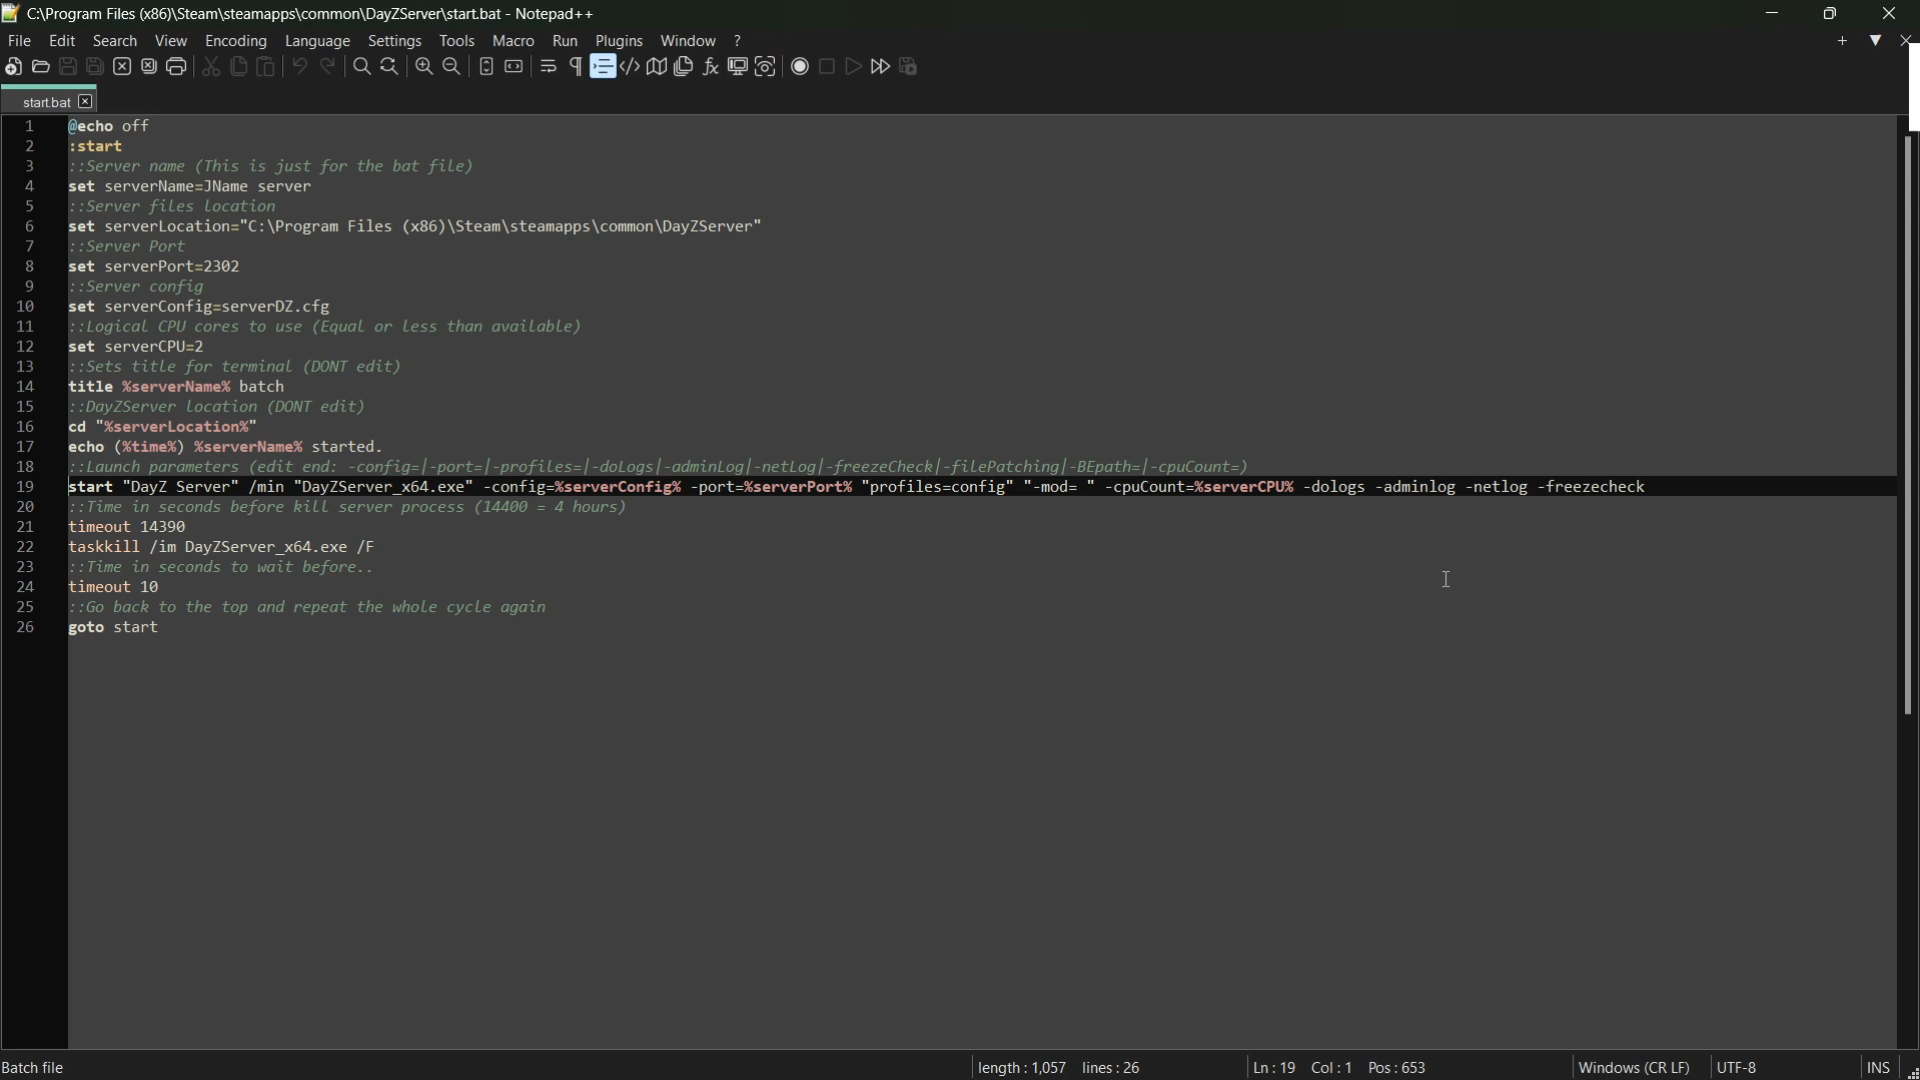 C:\Program Files (x86)\Steam\steamapps\common\DayZServer\start.bat - Notepad++
File Edit Search View Encoding Language Settings Tools Macro Run Plugins Window ?
start.bat
1 @echo off
2 :start
3 ::Server name (This is just for the bat file)
4 set serverName=JName server
5 ::Server files location
6 set serverLocation="C:\Program Files (x86)\Steam\steamapps\common\DayZServer"
7 ::Server Port
8 set serverPort=2302
9 ::Server config
10 set serverConfig=serverDZ.cfg
11 ::Logical CPU cores to use (Equal or less than available)
12 set serverCPU=2
13 ::Sets title for terminal (DONT edit)
14 title %serverName% batch
15 ::DayZServer location (DONT edit)
16 cd "%serverLocation%"
17 echo (%time%) %serverName% started.
18 ::Launch parameters (edit end: -config=|-port=|-profiles=|-doLogs|-adminLog|-netLog|-freezeCheck|-filePatching|-BEpath=|-cpuCount=)
19 start "DayZ Server" /min "DayZServer_x64.exe" -config=%serverConfig% -port=%serverPort% "profiles=config" "-mod= " -cpuCount=%serverCPU% -dologs -adminlog -netlog -freezecheck
20 ::Time in seconds before kill server process (14400 = 4 hours)
21 timeout 14390
22 taskkill /im DayZServer_x64.exe /F
23 ::Time in seconds to wait before..
24 timeout 10
25 ::Go back to the top and repeat the whole cycle again
26 goto start
Batch file length : 1,057 lines : 26 Ln : 19 Col : 1 Pos : 653 Windows (CR LF) UTF-8 INS